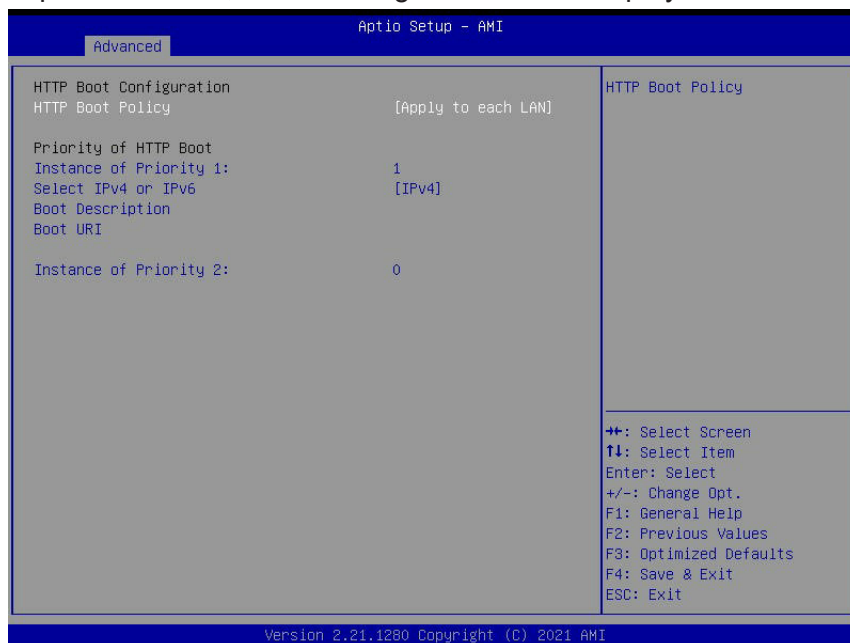 Aptio Setup – AMI
Advanced
HTTP Boot Configuration
HTTP Boot Policy [Apply to each LAN]
Priority of HTTP Boot
Instance of Priority 1: 1
Select IPv4 or IPv6 [IPv4]
Boot Description
Boot URI
Instance of Priority 2: 0
HTTP Boot Policy
→←: Select Screen
↑↓: Select Item
Enter: Select
+/-: Change Opt.
F1: General Help
F2: Previous Values
F3: Optimized Defaults
F4: Save & Exit
ESC: Exit
Version 2.21.1280 Copyright (C) 2021 AMI